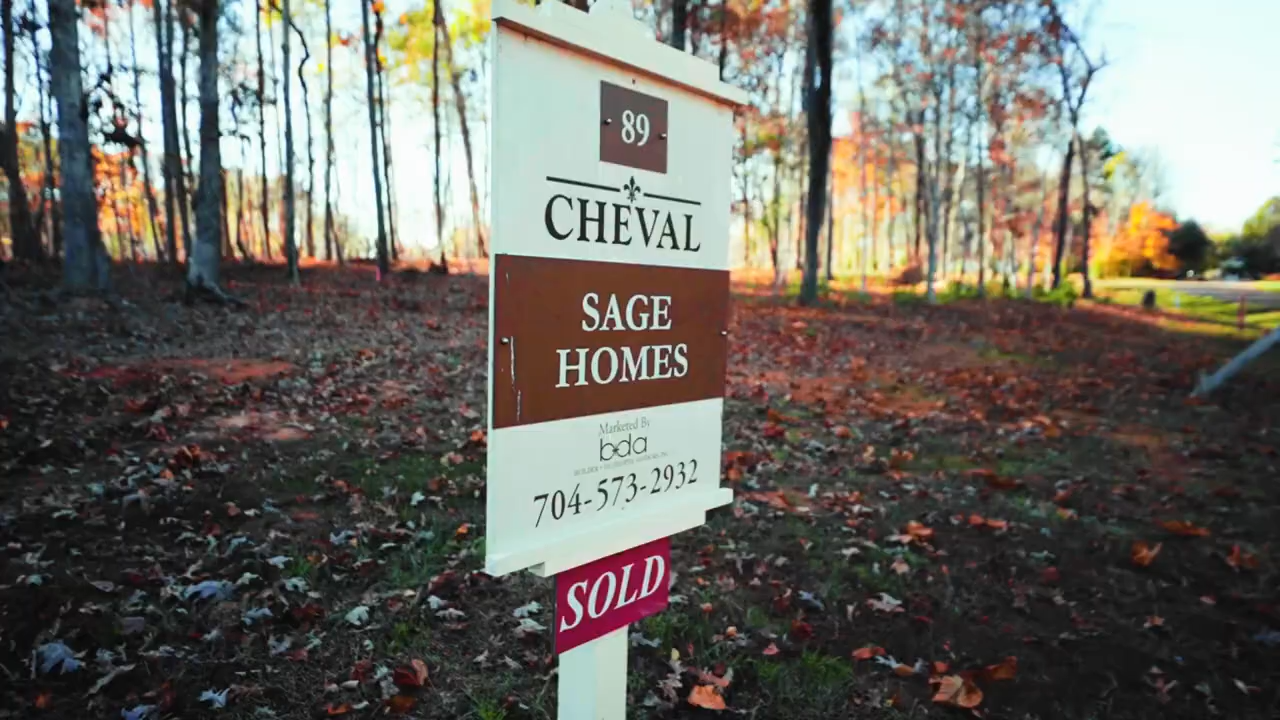 89
CHEVAL
SAGE
HOMES
Marketed By
bda
704-573-2932
SOLD